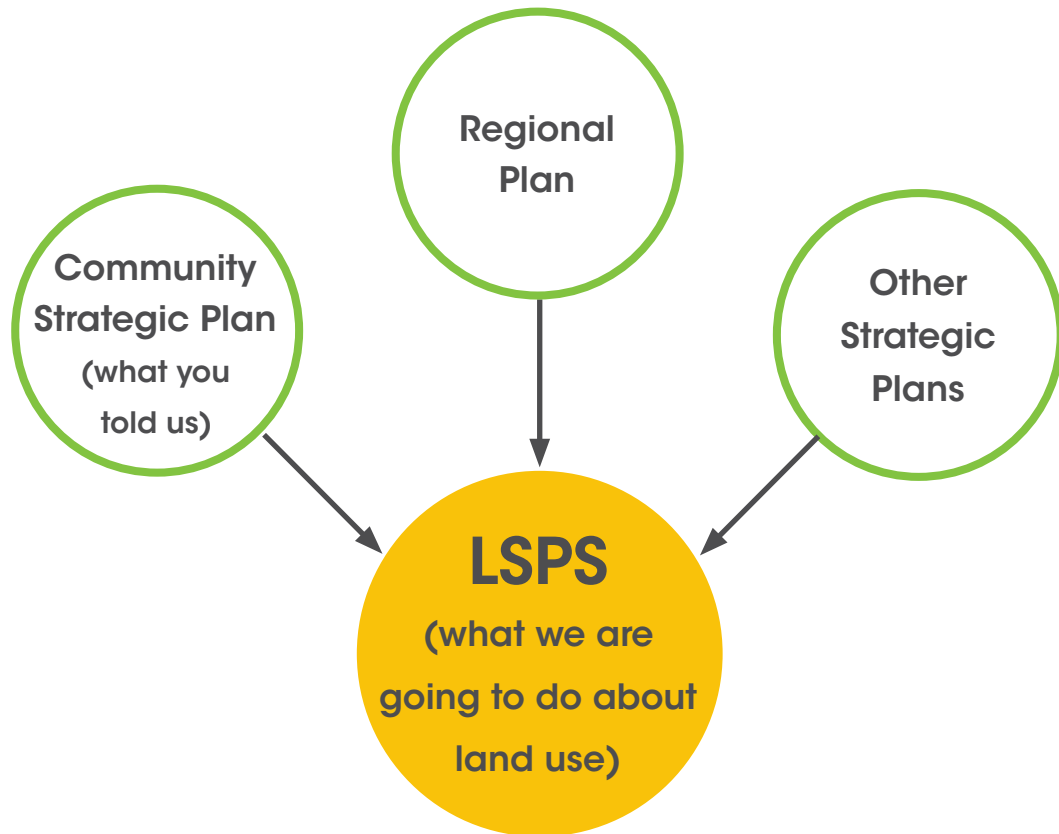 Regional
Plan
Community
Strategic Plan
(what you
told us)
Other
Strategic
Plans
LSPS
(what we are
going to do about
land use)